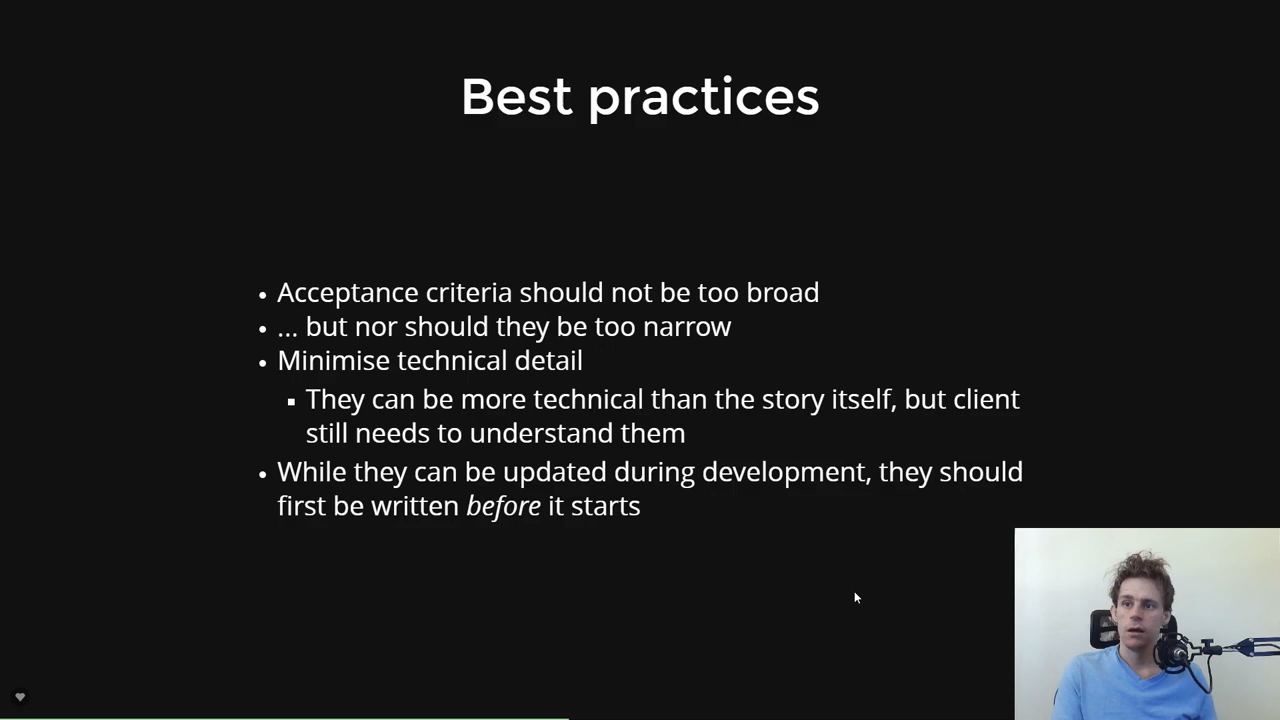 Best practices
• Acceptance criteria should not be too broad
• ... but nor should they be too narrow
• Minimise technical detail
▪ They can be more technical than the story itself, but client
still needs to understand them
• While they can be updated during development, they should
first be written before it starts